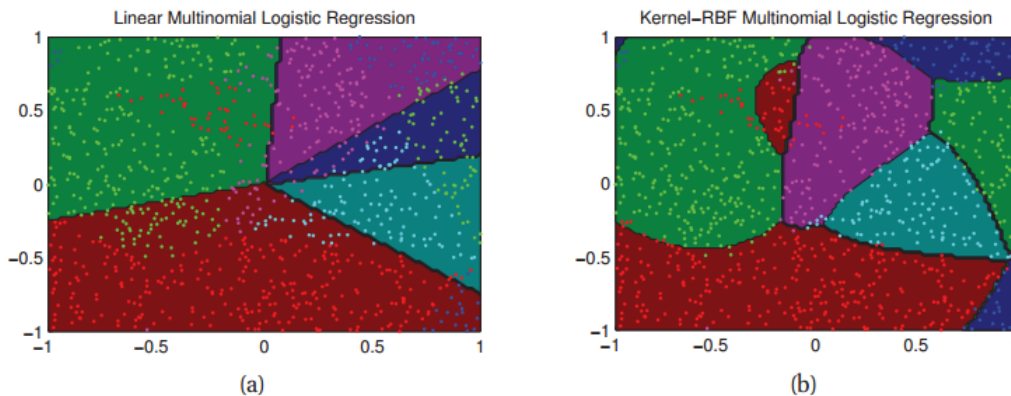 Linear Multinomial Logistic Regression
1
0.5
0
−0.5
−1
−1 −0.5 0 0.5 1
(a)
Kernel−RBF Multinomial Logistic Regression
1
0.5
0
−0.5
−1
−1 −0.5 0 0.5
(b)